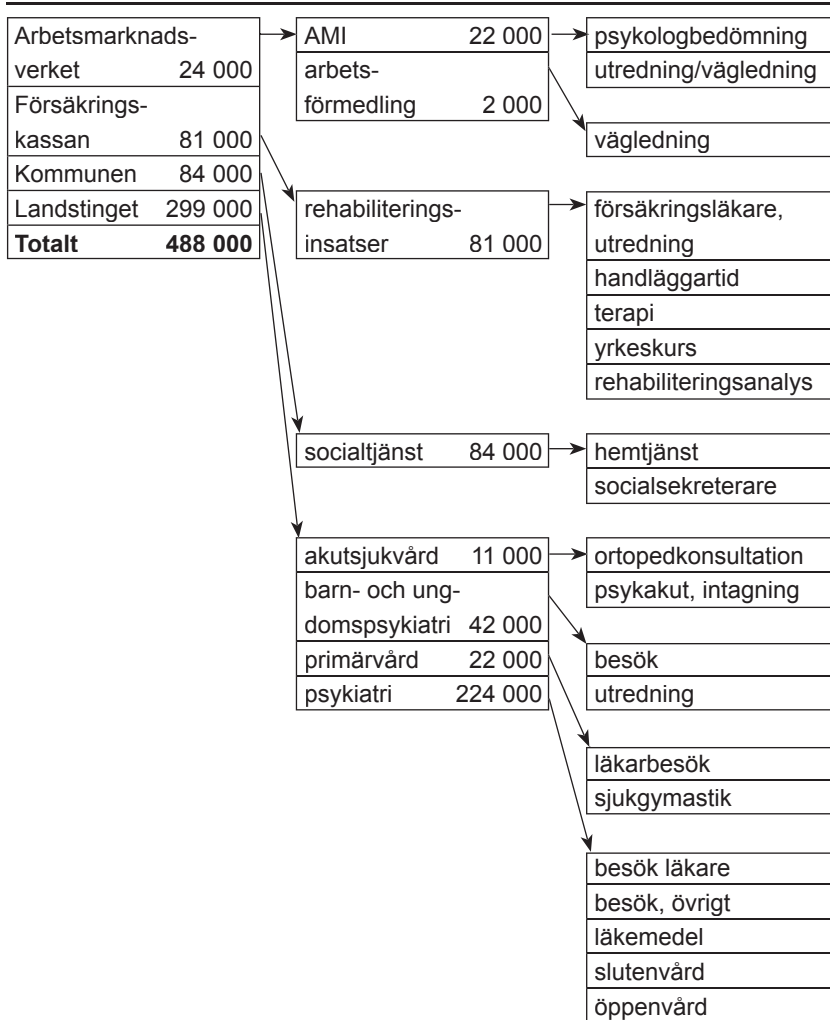 Arbetsmarknads-
verket 24 000
Försäkrings-
kassan 81 000
Kommunen 84 000
Landstinget 299 000
Totalt 488 000
AMI 22 000
arbets-
förmedling 2 000
rehabiliterings-
insatser 81 000
socialtjänst 84 000
akutsjukvård 11 000
barn- och ung-
domspsykiatri 42 000
primärvård 22 000
psykiatri 224 000
psykologbedömning
utredning/vägledning
vägledning
försäkringsläkare,
utredning
handläggartid
terapi
yrkeskurs
rehabiliteringsanalys
hemtjänst
socialsekreterare
ortopedkonsultation
psykakut, intagning
besök
utredning
läkarbesök
sjukgymastik
besök läkare
besök, övrigt
läkemedel
slutenvård
öppenvård